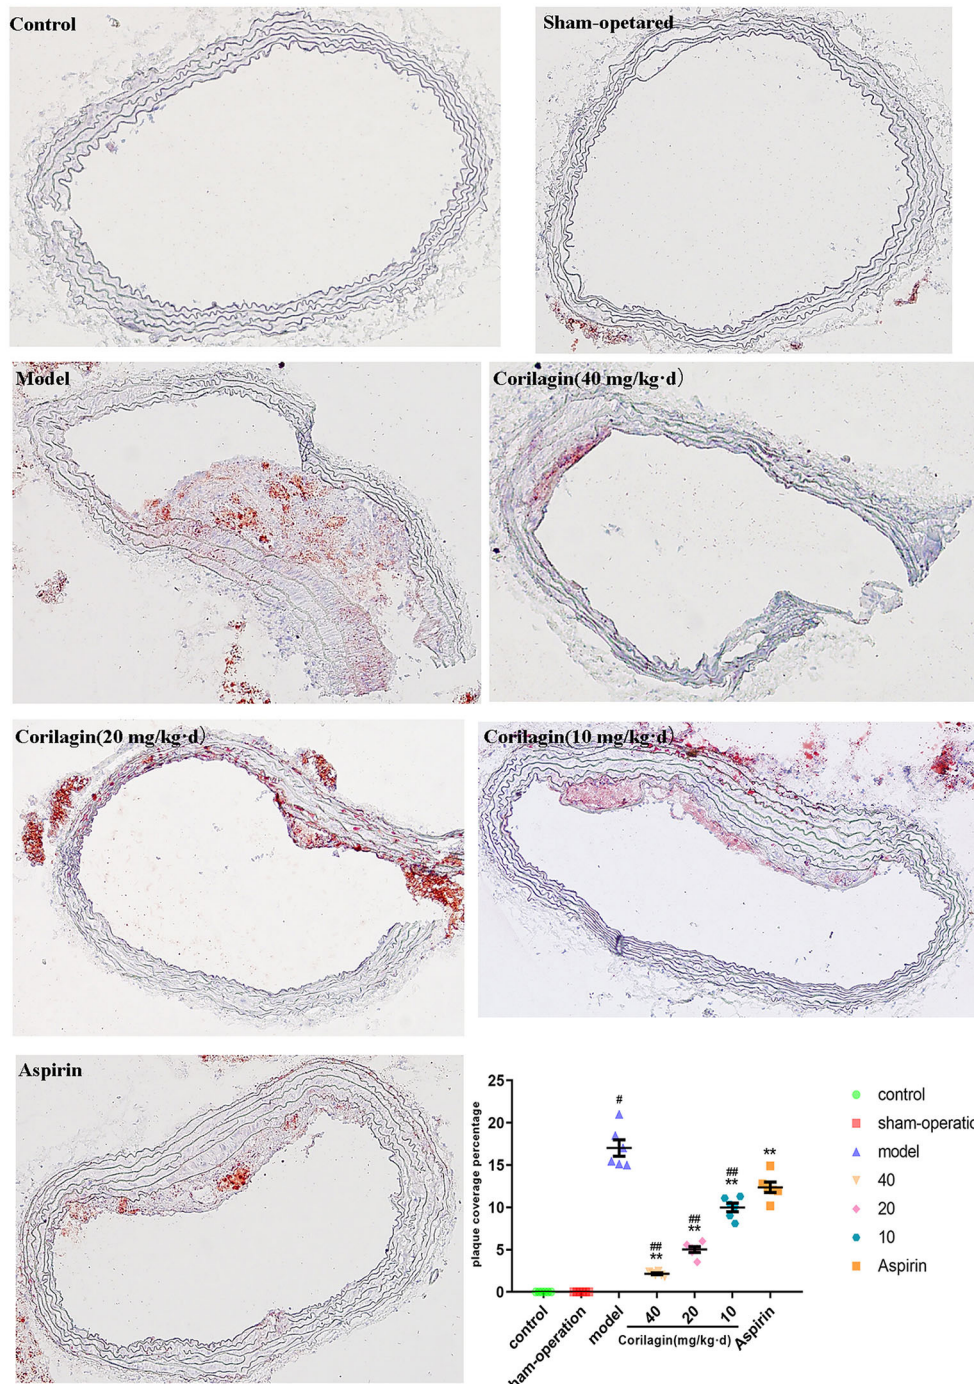 Control
Sham-opetared
Model
Corilagin(40 mg/kg·d)
Corilagin(20 mg/kg·d)
Corilagin(10 mg/kg·d)
Aspirin
plaque coverage percentage
25
20
15
10
5
0
#
##
**
##
**
##
**
**
control
sham-operatio
model
40
20
10
Aspirin
control
ham-operation
model
40
20
10
Aspirin
Corilagin(mg/kg·d)